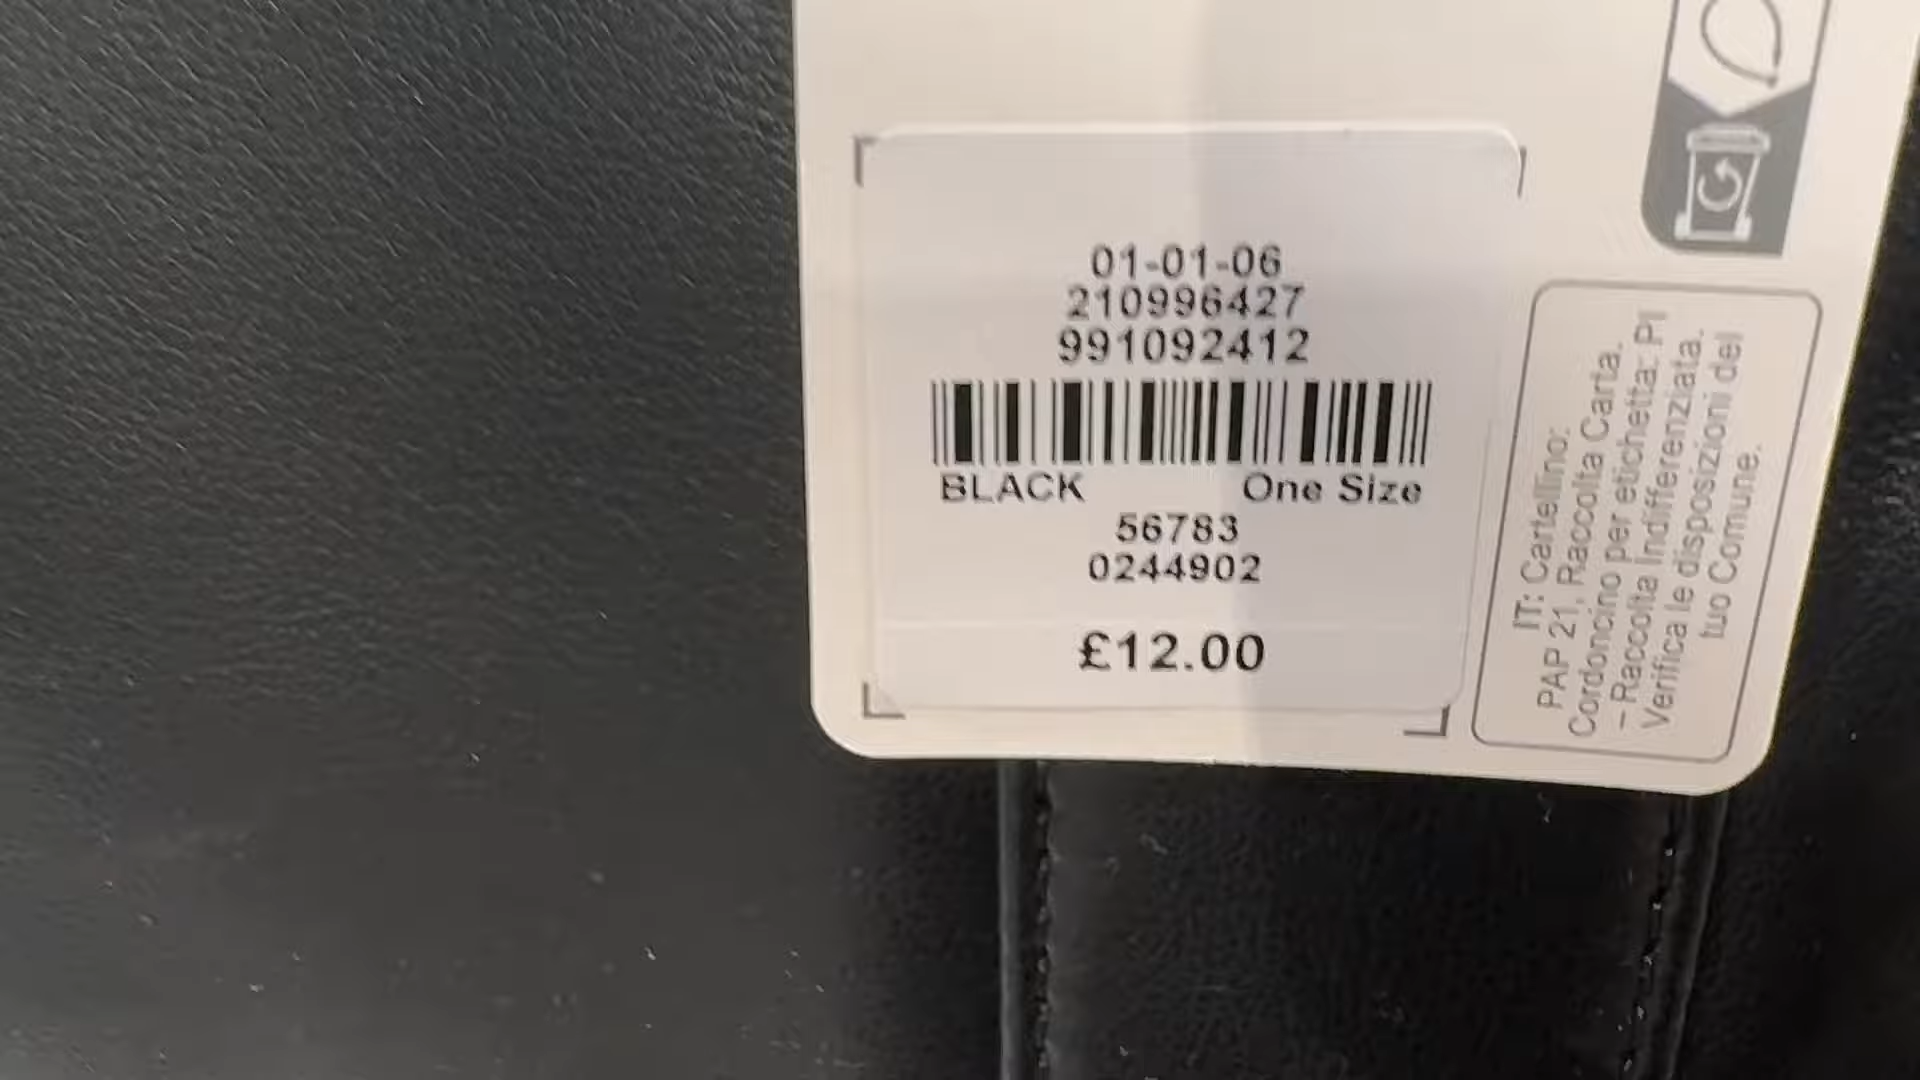 01-01-06
210996427
991092412
BLACK One Size
56783
0244902
£12.00
IT: Cartellino:
PAP 21, Raccolta Carta.
Cordoncino per etichetta: PI
– Raccolta Indifferenziata.
Verifica le disposizioni del
tuo Comune.